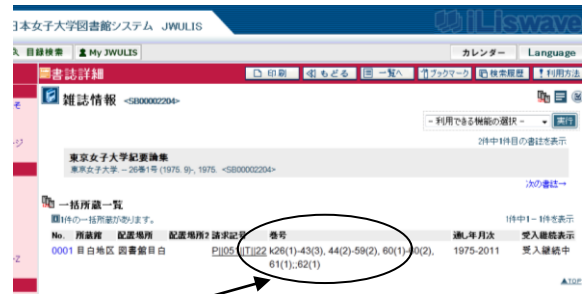 日本女子大学図書館システム JWULIS
iLiswave
目録検索 My JWULIS
カレンダー Language
書誌詳細
印刷 もどる 一覧へ ブックマーク 検索履歴 利用方法
雑誌情報 <SB00002204>
- 利用できる機能の選択 - 実行
2件中1件目の書誌を表示
東京女子大学紀要論集
東京女子大学. – 26巻1号 (1975. 9)-, 1975. <SB00002204>
次の書誌→
一括所蔵一覧
1件の一括所蔵があります。
1件中1-1件を表示
No. 所蔵館 配置場所 配置場所2 請求記号 巻号 通し年月次 受入継続表示
0001 目白地区 図書館目白 P||051||T||22 k26(1)-43(3), 44(2)-59(2), 60(1)-60(2), 1975-2011 受入継続中
61(1);;62(1)
▲TOP